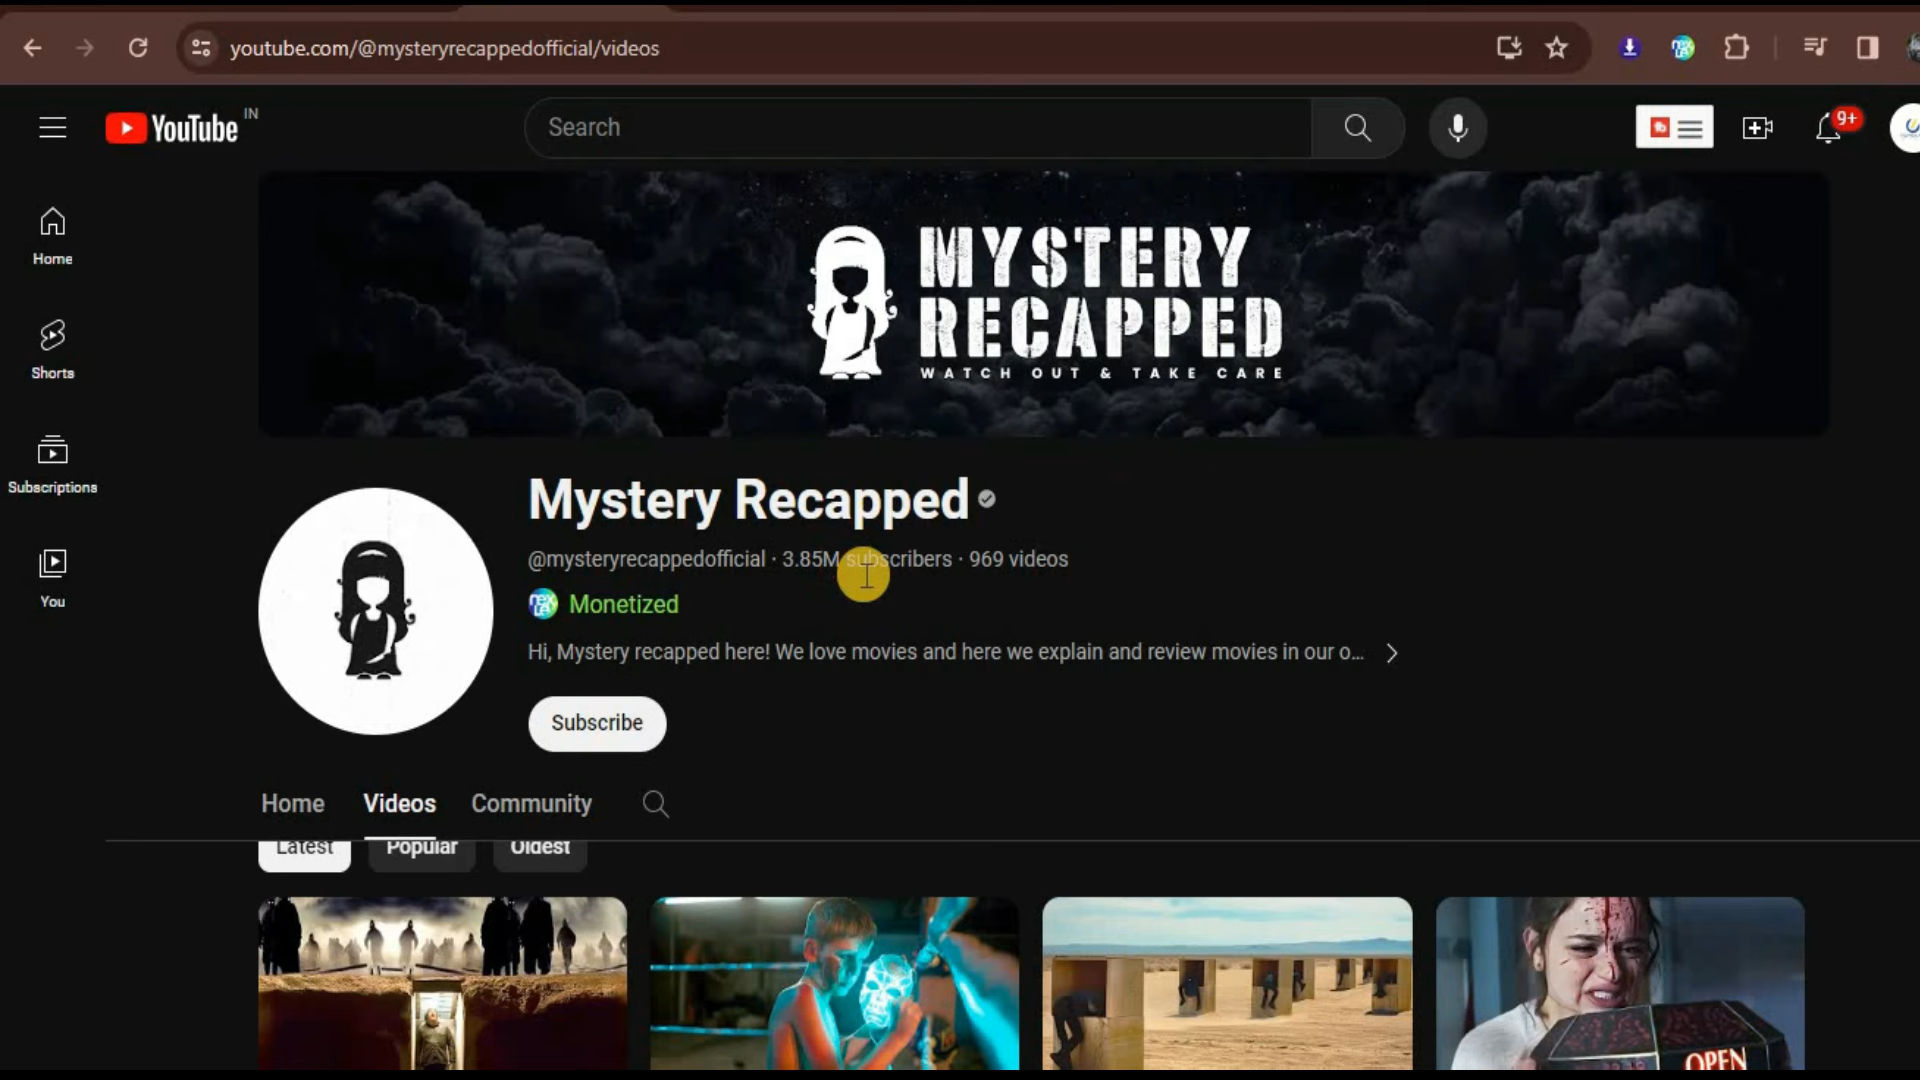 youtube.com/@mysteryrecappedofficial/videos
YouTube IN
Search
9+
Home
Shorts
Subscriptions
You
MYSTERY
RECAPPED
WATCH OUT & TAKE CARE
Mystery Recapped
@mysteryrecappedofficial · 3.85M subscribers · 969 videos
Monetized
Hi, Mystery recapped here! We love movies and here we explain and review movies in our o...
Subscribe
Home Videos Community
Latest Popular Oldest
OPEN